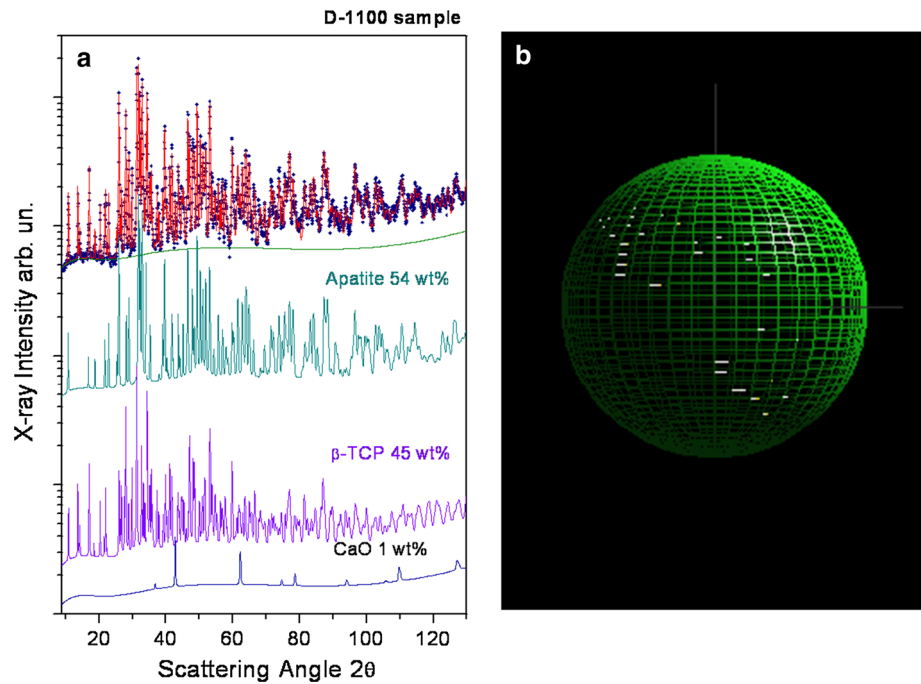 D-1100 sample
a
b
X-ray Intensity arb. un.
Apatite 54 wt%
β-TCP 45 wt%
CaO 1 wt%
20 40 60 80 100 120
Scattering Angle 2θ